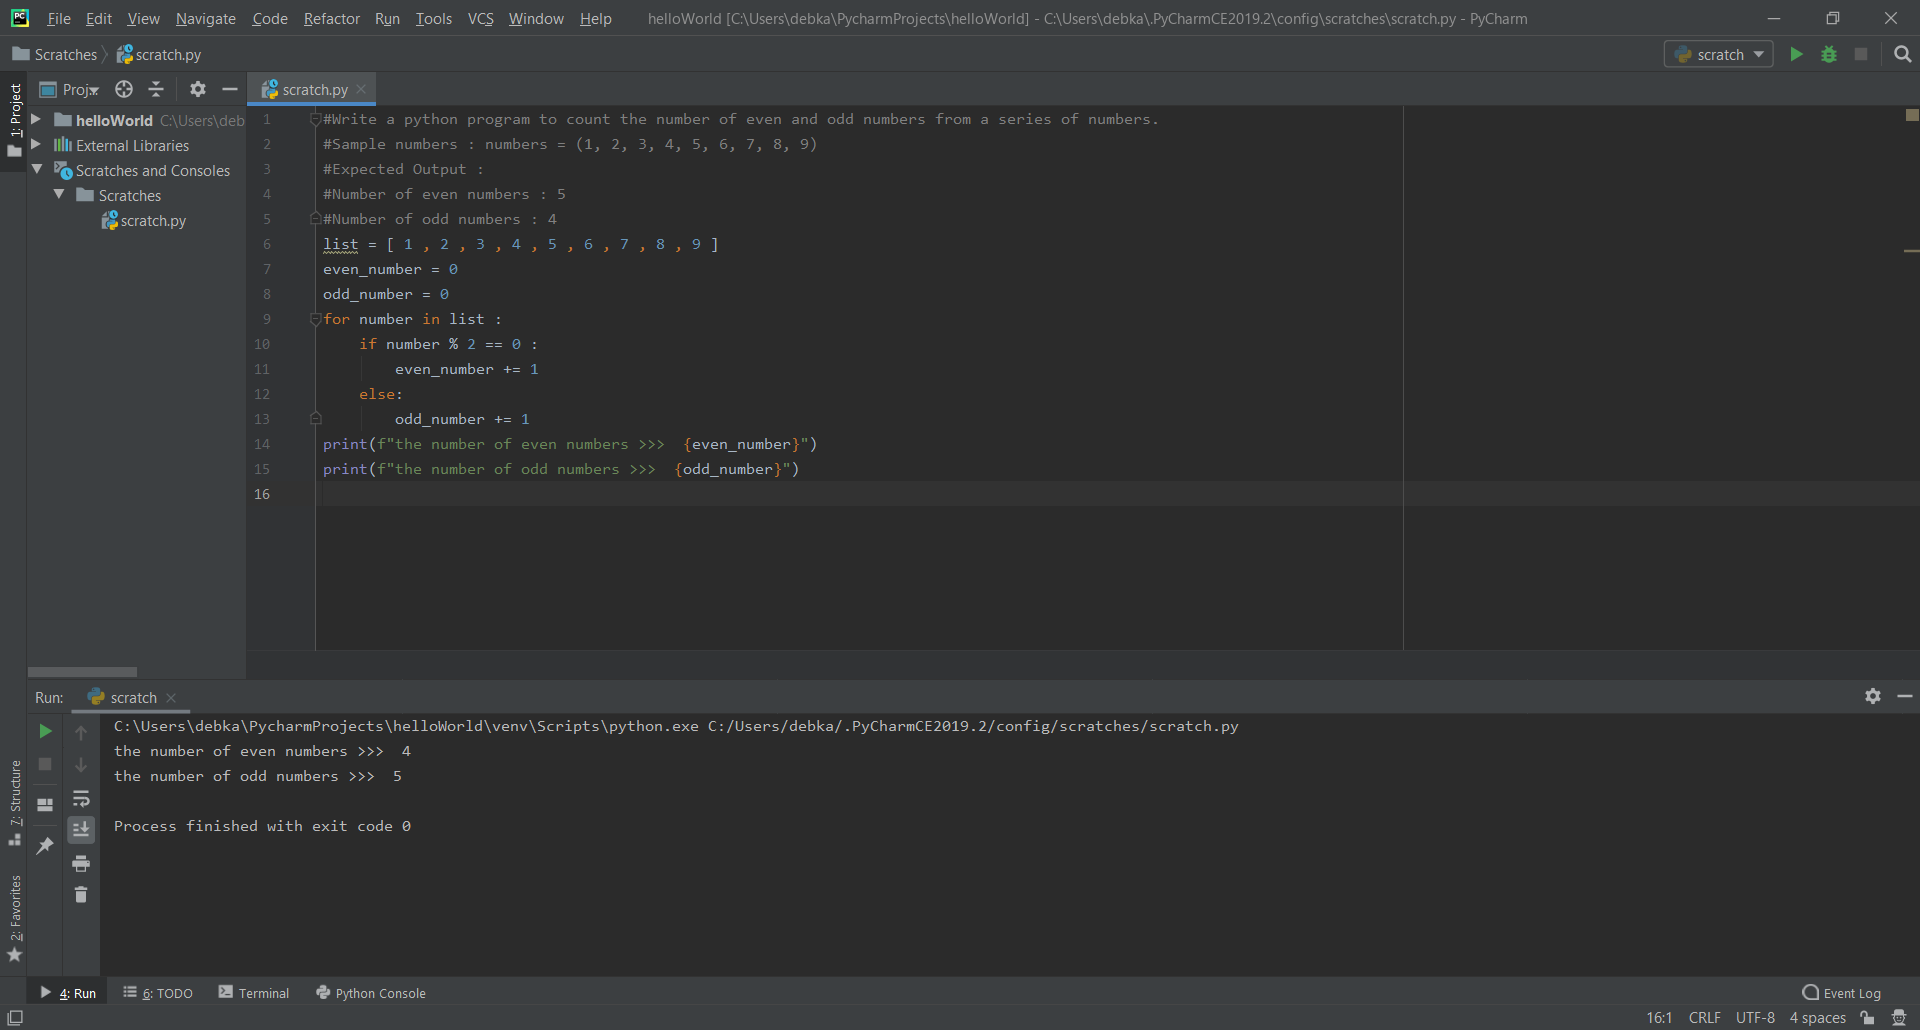 File Edit View Navigate Code Refactor Run Tools VCS Window Help helloWorld [C:\Users\debka\PycharmProjects\helloWorld] - C:\Users\debka\.PyCharmCE2019.2\config\scratches\scratch.py - PyCharm
Scratches scratch.py scratch
1: Project
Proj scratch.py
helloWorld C:\Users\deb
External Libraries
Scratches and Consoles
Scratches
scratch.py
1 #Write a python program to count the number of even and odd numbers from a series of numbers.
2 #Sample numbers : numbers = (1, 2, 3, 4, 5, 6, 7, 8, 9)
3 #Expected Output :
4 #Number of even numbers : 5
5 #Number of odd numbers : 4
6 list = [ 1 , 2 , 3 , 4 , 5 , 6 , 7 , 8 , 9 ]
7 even_number = 0
8 odd_number = 0
9 for number in list :
10     if number % 2 == 0 :
11         even_number += 1
12     else:
13         odd_number += 1
14 print(f"the number of even numbers >>>  {even_number}")
15 print(f"the number of odd numbers >>>  {odd_number}")
16
Run: scratch
C:\Users\debka\PycharmProjects\helloWorld\venv\Scripts\python.exe C:/Users/debka/.PyCharmCE2019.2/config/scratches/scratch.py
the number of even numbers >>>  4
the number of odd numbers >>>  5
Process finished with exit code 0
7: Structure
2: Favorites
4: Run 6: TODO Terminal Python Console Event Log
16:1 CRLF UTF-8 4 spaces